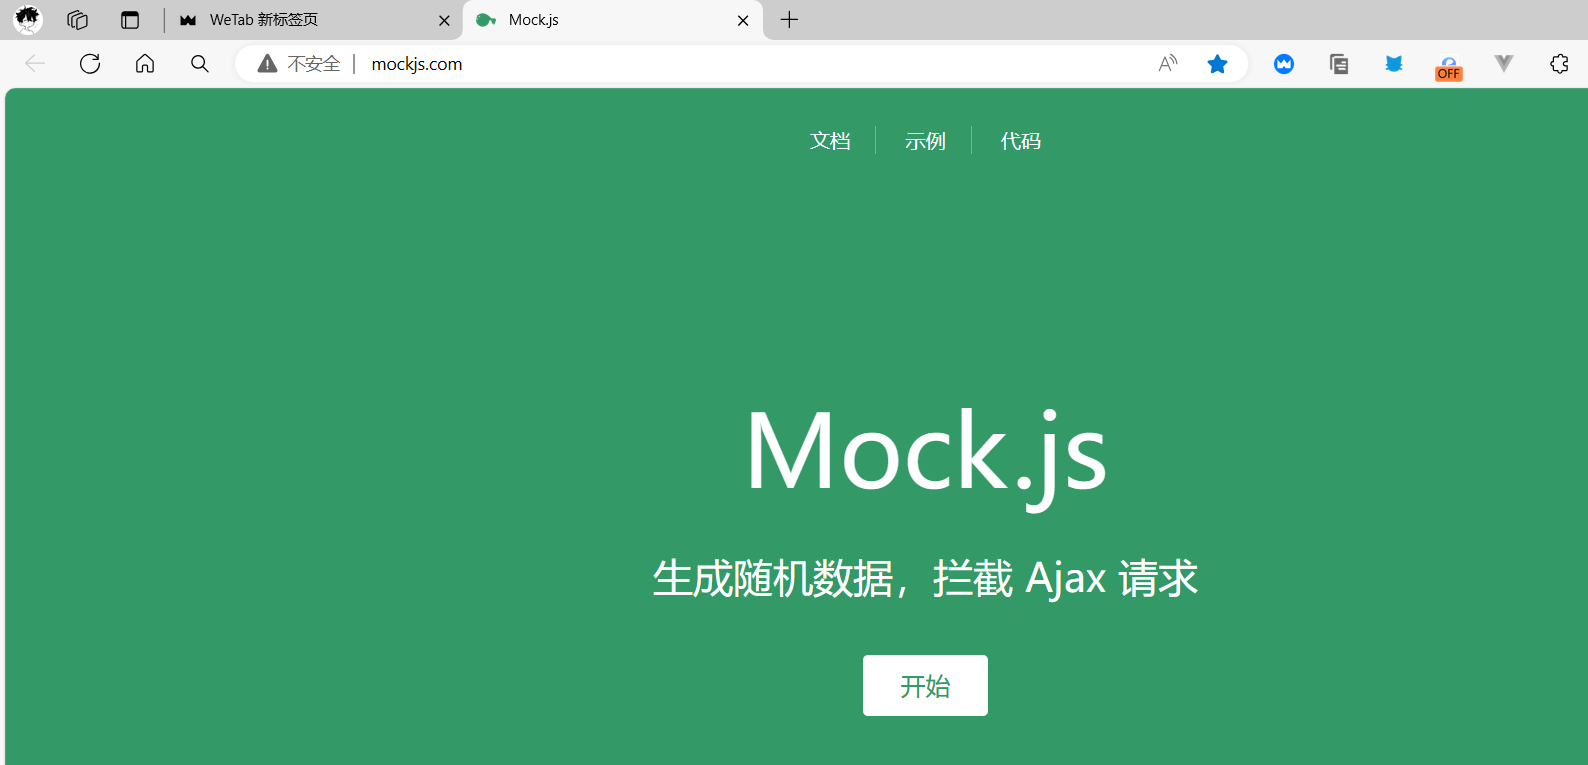 WeTab 新标签页
Mock.js
不安全 mockjs.com
OFF
文档 示例 代码
Mock.js
生成随机数据，拦截 Ajax 请求
开始